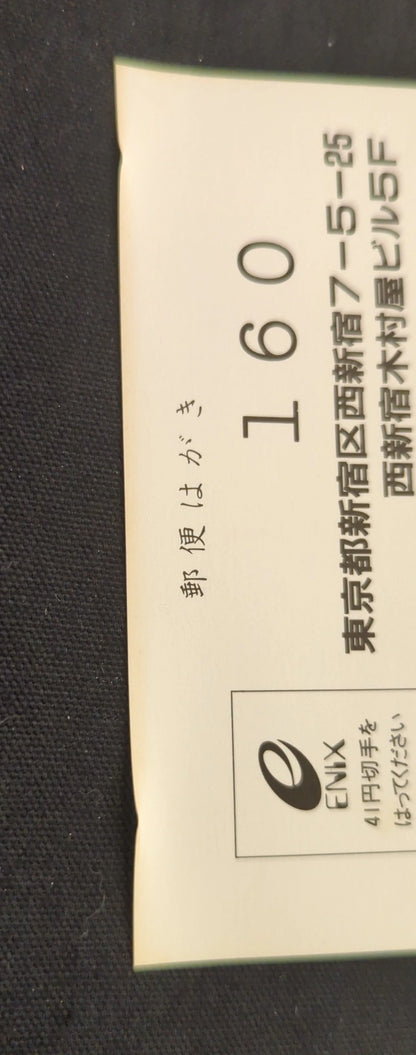 郵便はがき
160
東京都新宿区西新宿7-5-25
西新宿木村屋ビル5F
ENIX
41円切手を
はってください